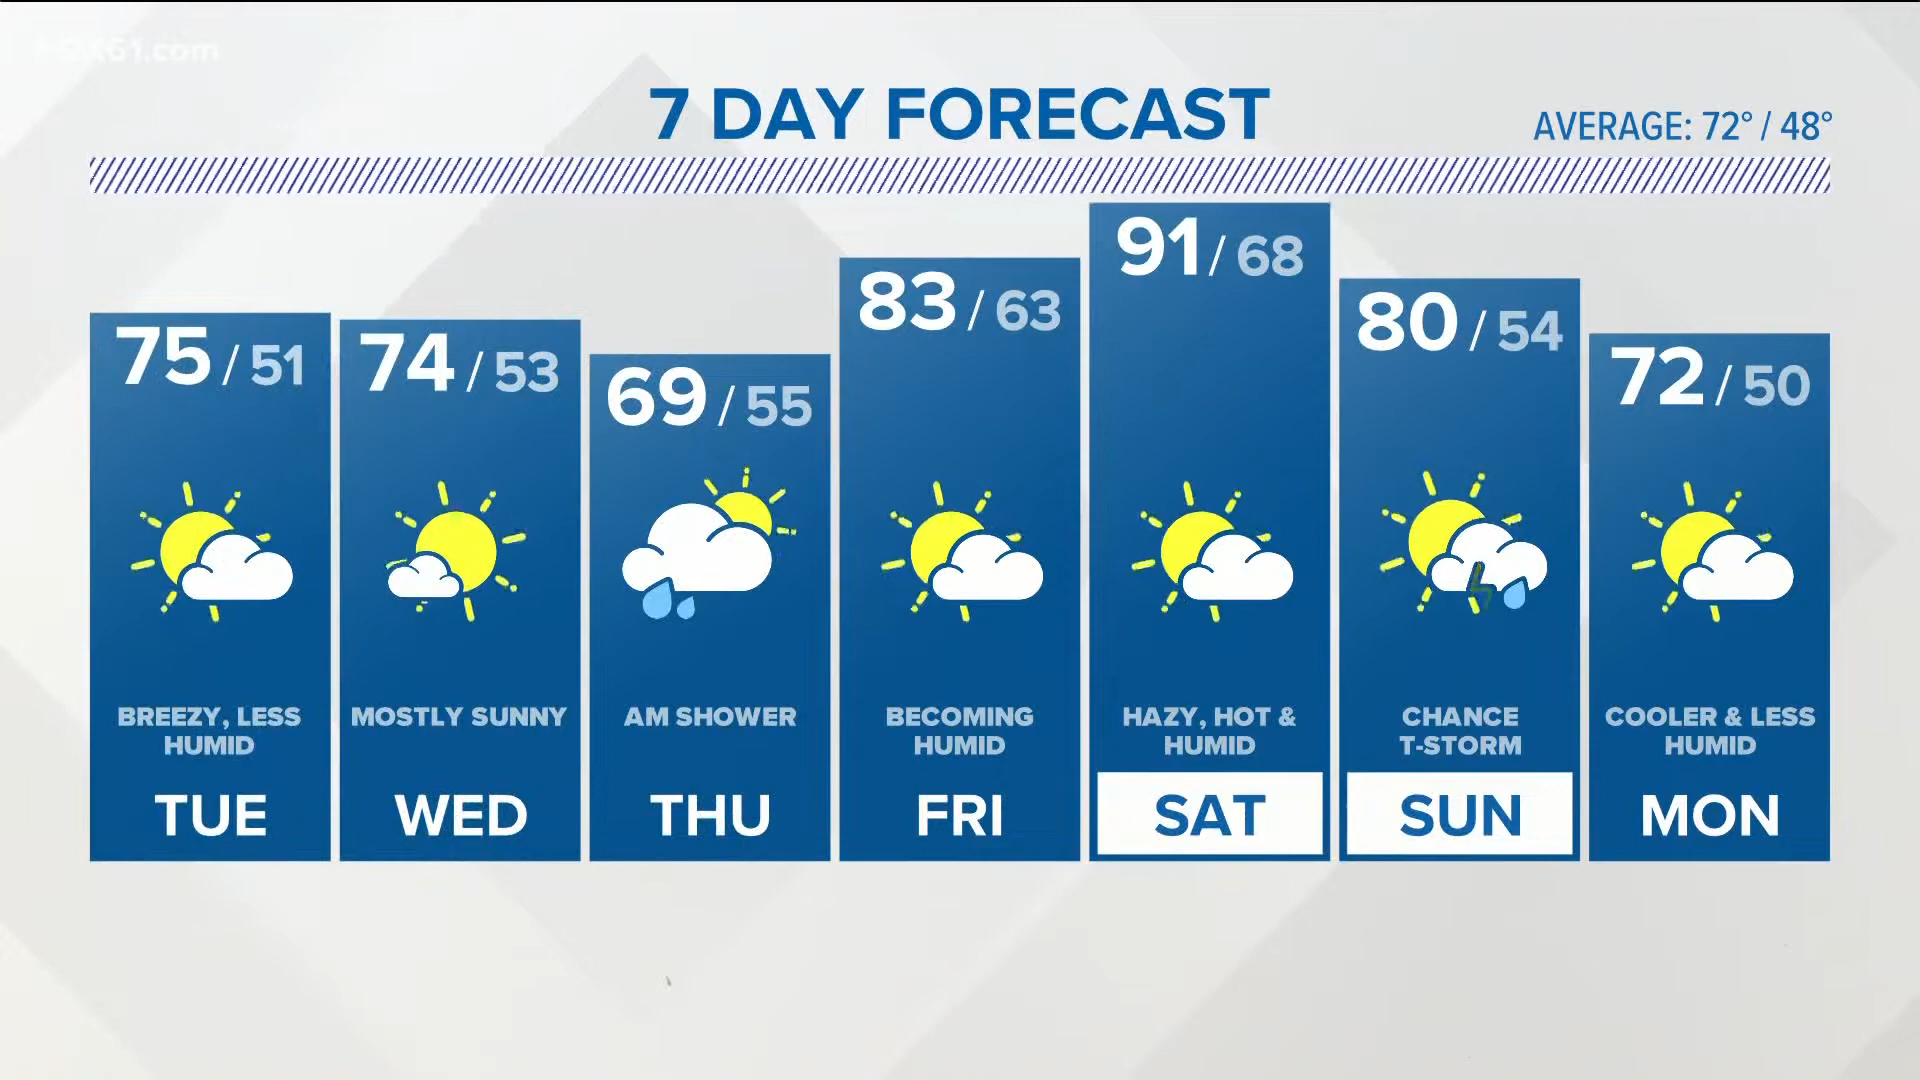 FOX61.com
7 DAY FORECAST
AVERAGE: 72° / 48°
75 / 51
74 / 53
69 / 55
83 / 63
91 / 68
80 / 54
72 / 50
BREEZY, LESS
HUMID
MOSTLY SUNNY
AM SHOWER
BECOMING
HUMID
HAZY, HOT &
HUMID
CHANCE
T-STORM
COOLER & LESS
HUMID
TUE
WED
THU
FRI
SAT
SUN
MON